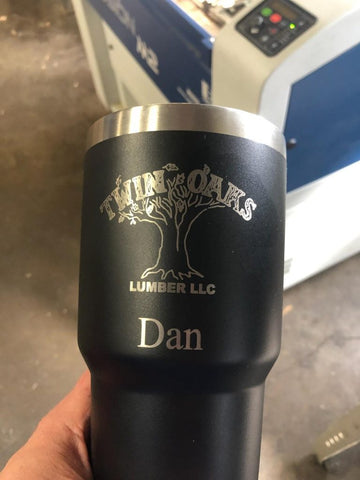 TWIN OAKS
LUMBER LLC
Dan